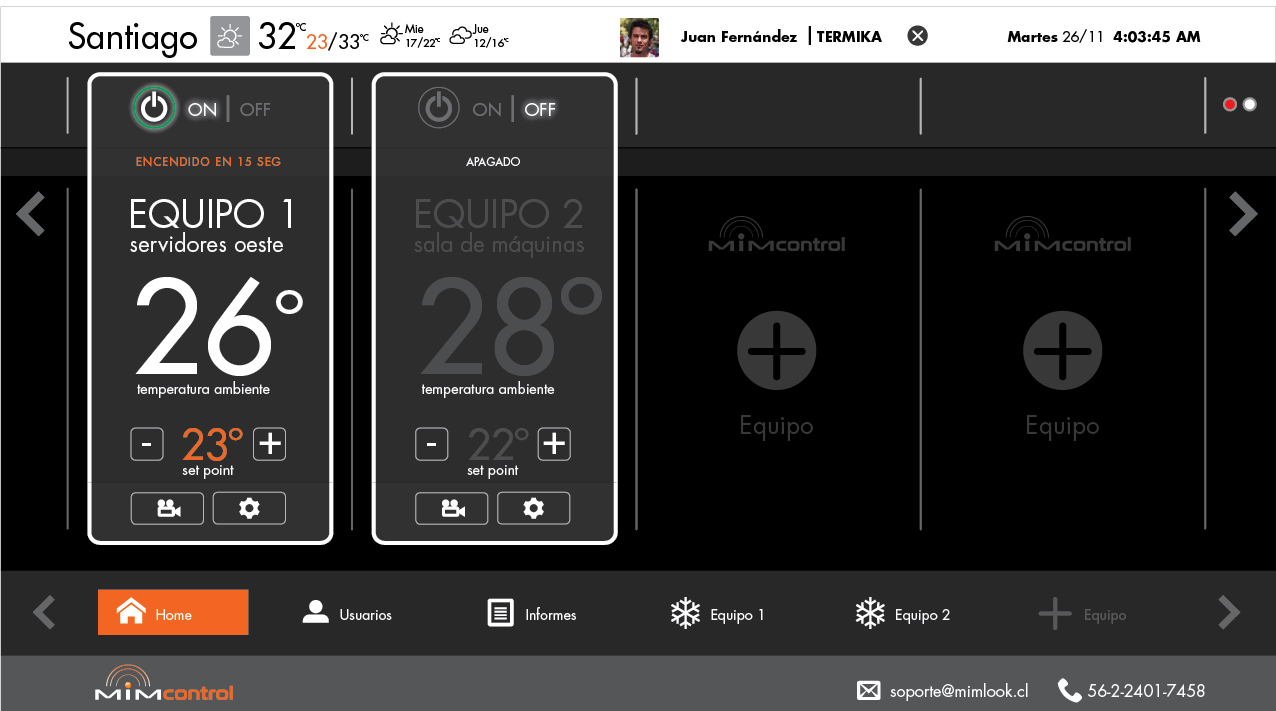 Santiago 32°C 23/33°C Mie 17/22°C Jue 12/16°C Juan Fernández | TERMIKA Martes 26/11 4:03:45 AM
ON | OFF
ENCENDIDO EN 15 SEG
EQUIPO 1
servidores oeste
26°
temperatura ambiente
- 23° +
set point
ON | OFF
APAGADO
EQUIPO 2
sala de máquinas
28°
temperatura ambiente
- 22° +
set point
MiMcontrol
Equipo
MiMcontrol
Equipo
Home Usuarios Informes Equipo 1 Equipo 2 Equipo
MiMcontrol soporte@mimlook.cl 56-2-2401-7458